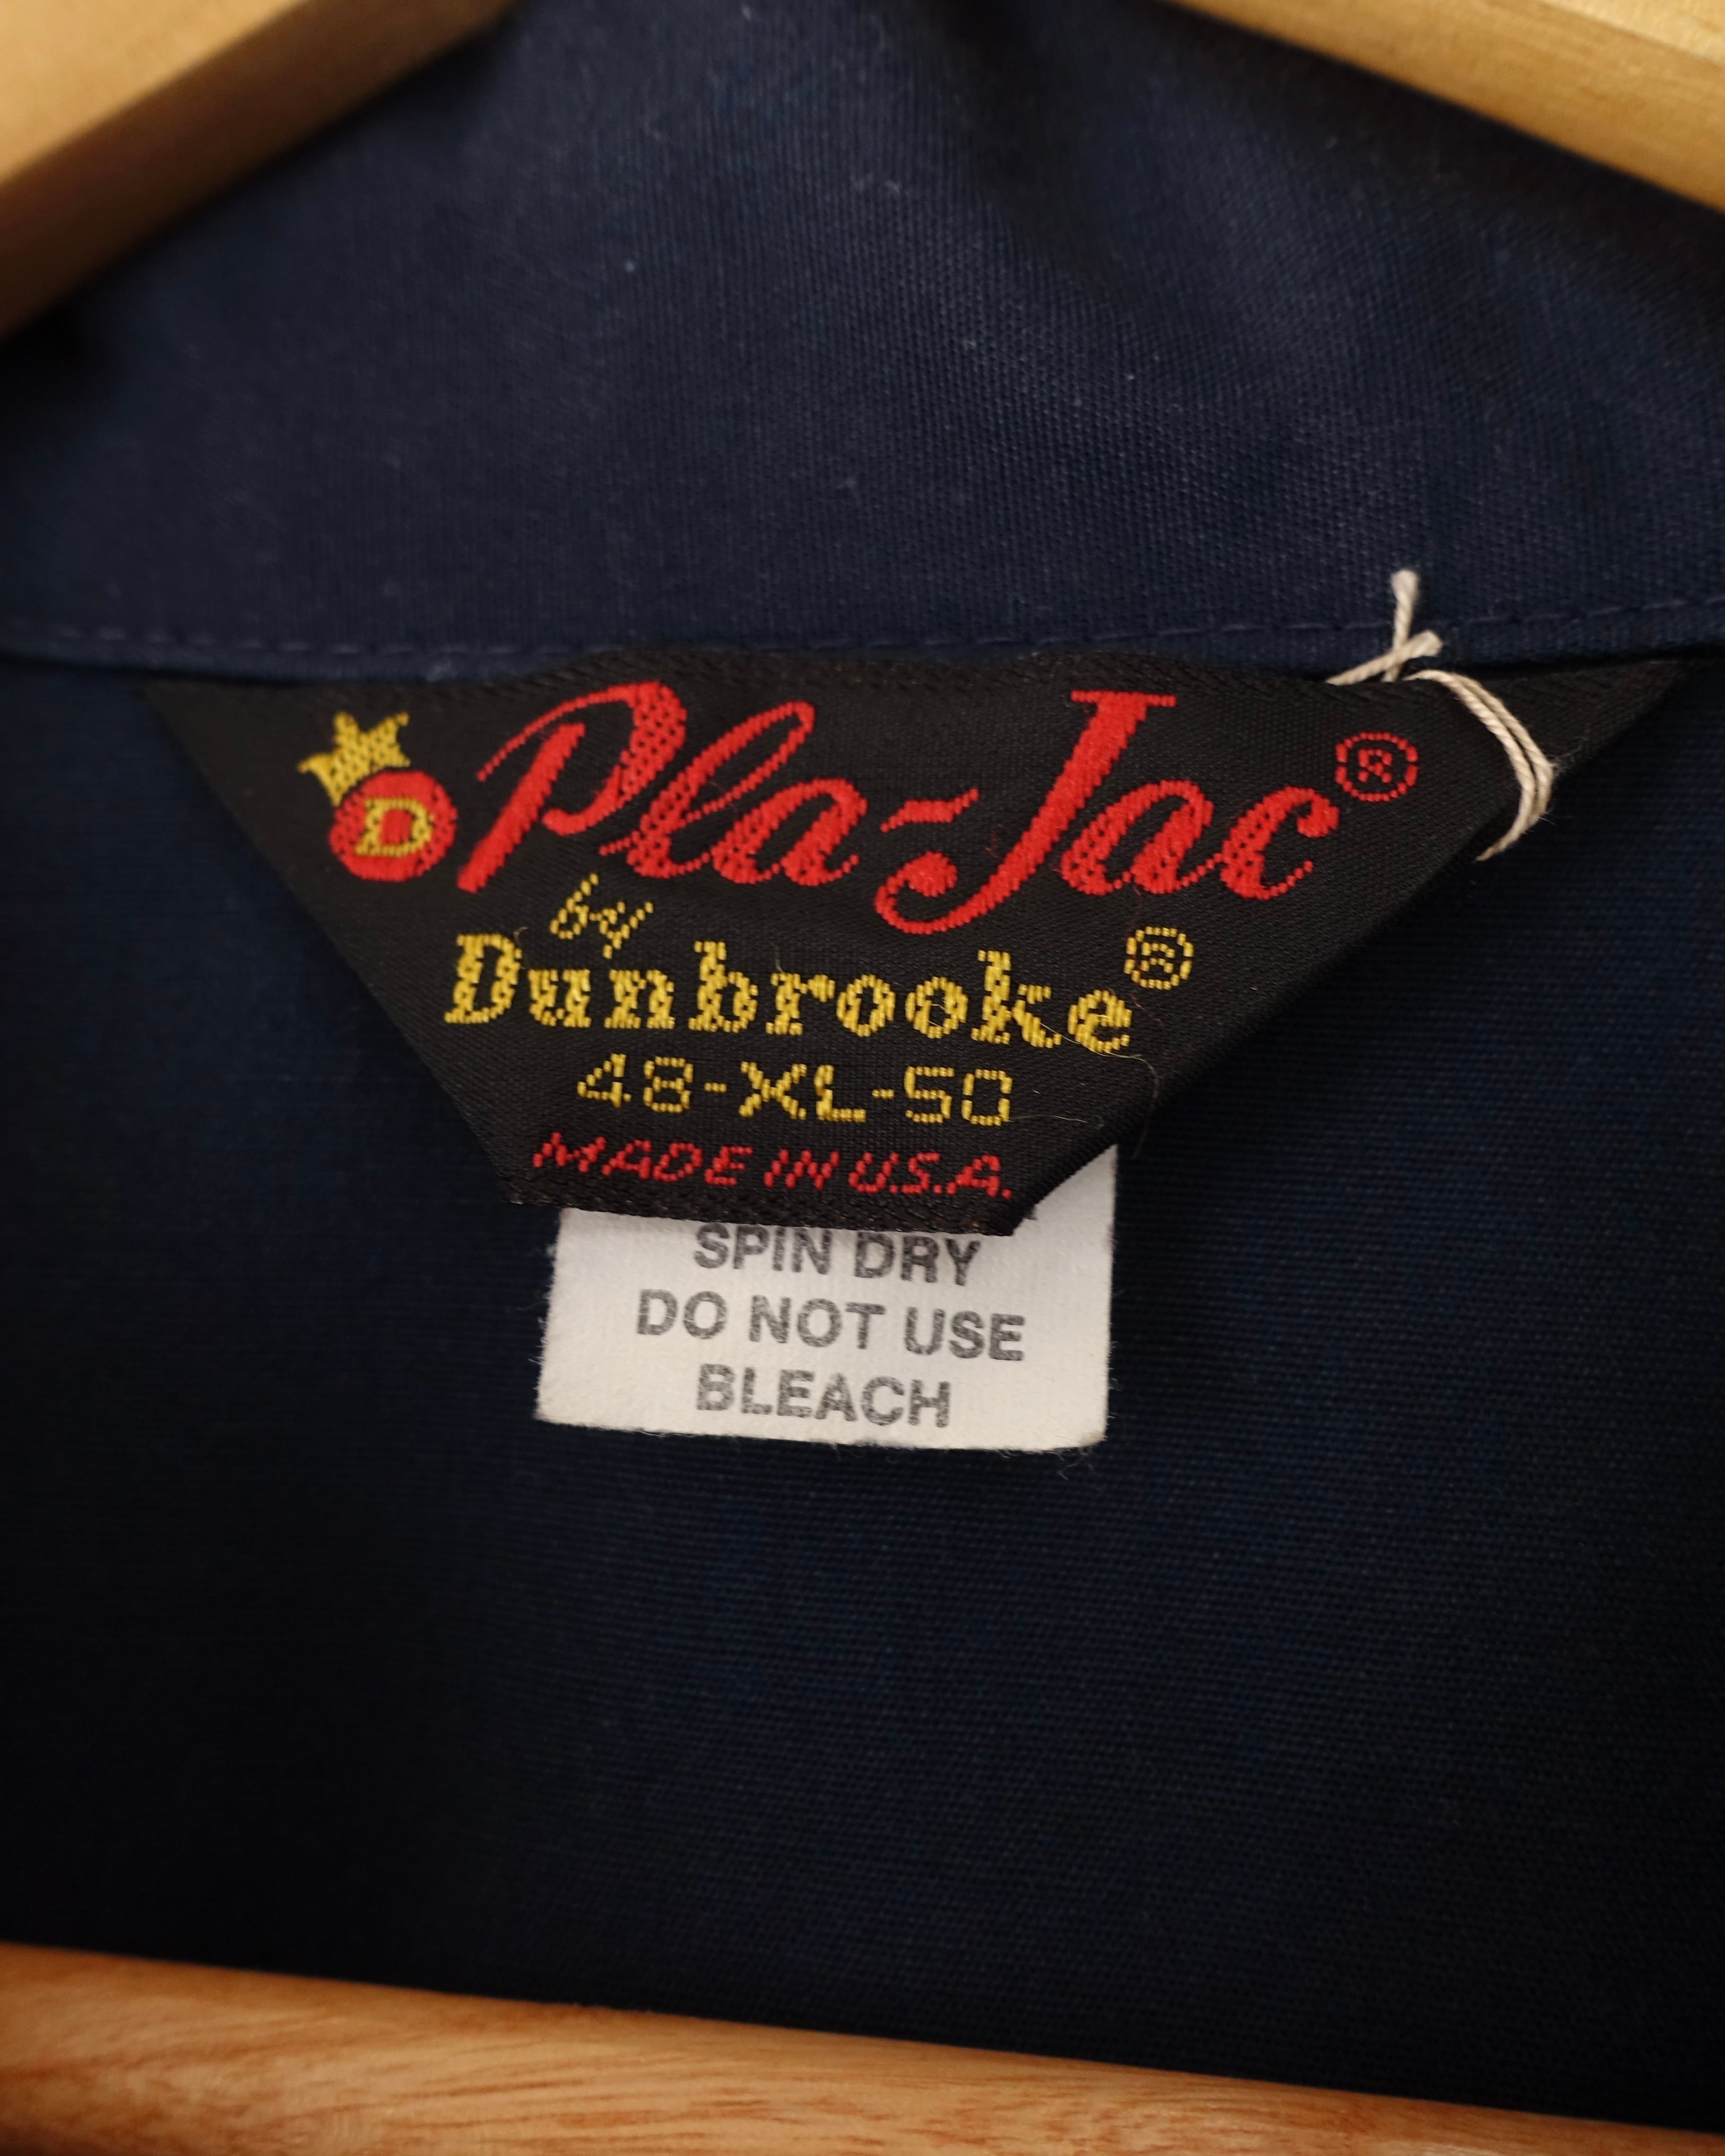 D Pla-Jac®
by
Dunbrooke®
48-XL-50
MADE IN U.S.A.
SPIN DRY
DO NOT USE
BLEACH